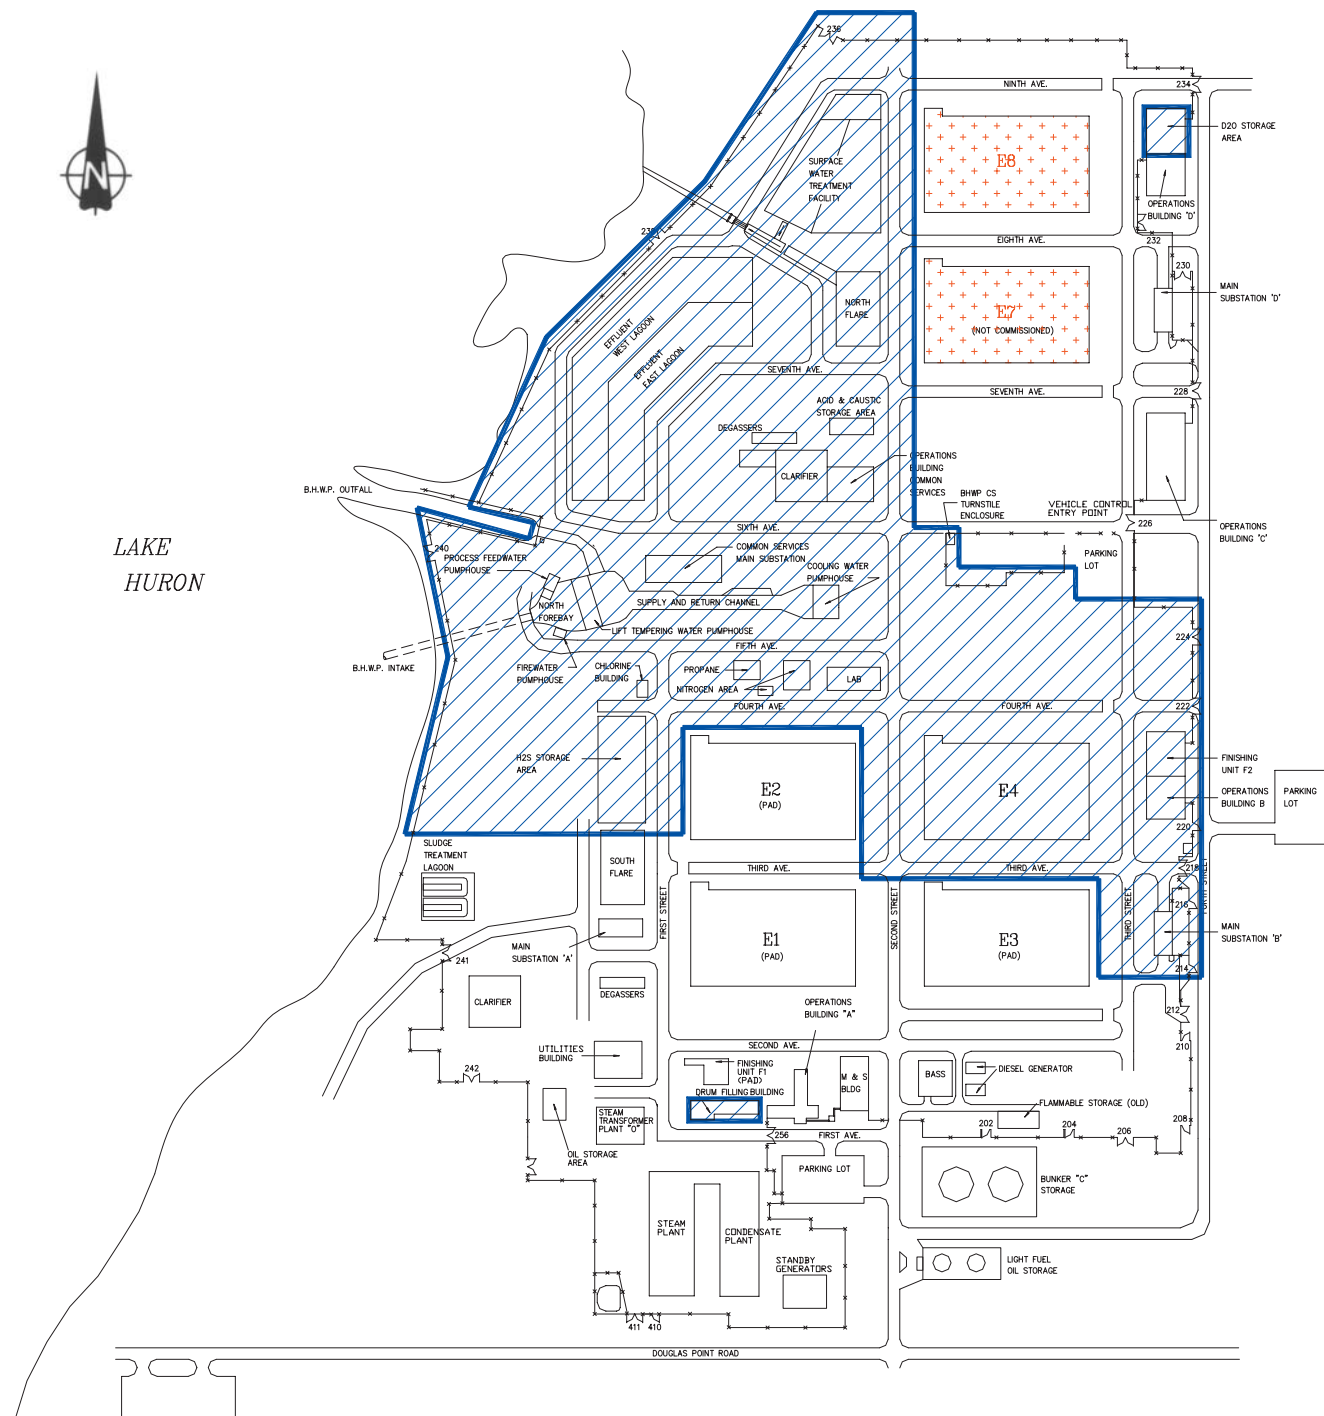 236
NINTH AVE.
234
N
D2O STORAGE
AREA
SURFACE
WATER
TREATMENT
FACILITY
E8
OPERATIONS
BUILDING 'D'
EIGHTH AVE.
232
230
MAIN
SUBSTATION 'D'
NORTH
FLARE
E7
(NOT COMMISSIONED)
EFFLUENT
WEST LAGOON
EFFLUENT
EAST LAGOON
SEVENTH AVE.
SEVENTH AVE.
228
ACID & CAUSTIC
STORAGE AREA
DEGASSERS
CLARIFIER
OPERATIONS
BUILDING
COMMON
SERVICES
BHWP CS
TURNSTILE
ENCLOSURE
VEHICLE CONTROL
ENTRY POINT
226
OPERATIONS
BUILDING 'C'
B.H.W.P. OUTFALL
SIXTH AVE.
LAKE
HURON
240
PROCESS FEEDWATER
PUMPHOUSE
COMMON SERVICES
MAIN SUBSTATION
COOLING WATER
PUMPHOUSE
PARKING
LOT
NORTH
FOREBAY
SUPPLY AND RETURN CHANNEL
LIFT TEMPERING WATER PUMPHOUSE
224
FIFTH AVE.
B.H.W.P. INTAKE
FIREWATER
PUMPHOUSE
CHLORINE
BUILDING
PROPANE
NITROGEN AREA
LAB
FOURTH AVE.
FOURTH AVE.
222
H2S STORAGE
AREA
E2
(PAD)
E4
FINISHING
UNIT F2
OPERATIONS
BUILDING B
PARKING
LOT
220
SLUDGE
TREATMENT
LAGOON
SOUTH
FLARE
THIRD AVE.
THIRD AVE.
218
FORTH STREET
FIRST STREET
SECOND STREET
THIRD STREET
216
E1
(PAD)
E3
(PAD)
MAIN
SUBSTATION 'B'
MAIN
SUBSTATION 'A'
241
214
CLARIFIER
DEGASSERS
OPERATIONS
BUILDING "A"
212
210
SECOND AVE.
UTILITIES
BUILDING
242
FINISHING
UNIT F1
(PAD)
DRUM FILLING BUILDING
M & S
BLDG
BASS
DIESEL GENERATOR
FLAMMABLE STORAGE (OLD)
STEAM
TRANSFORMER
PLANT "O"
OIL STORAGE
AREA
256
FIRST AVE.
202
204
206
208
PARKING LOT
BUNKER "C"
STORAGE
STEAM
PLANT
CONDENSATE
PLANT
STANDBY
GENERATORS
LIGHT FUEL
OIL STORAGE
411
410
DOUGLAS POINT ROAD